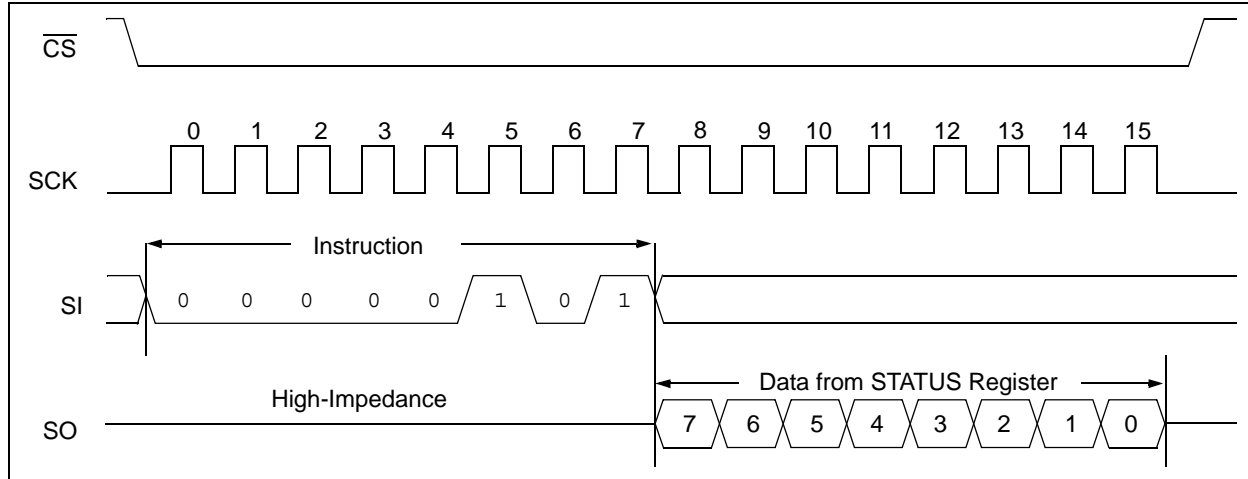 CS
0 1 2 3 4 5 6 7 8 9 10 11 12 13 14 15
SCK
Instruction
SI 0 0 0 0 0 1 0 1
Data from STATUS Register
High-Impedance
SO 7 6 5 4 3 2 1 0